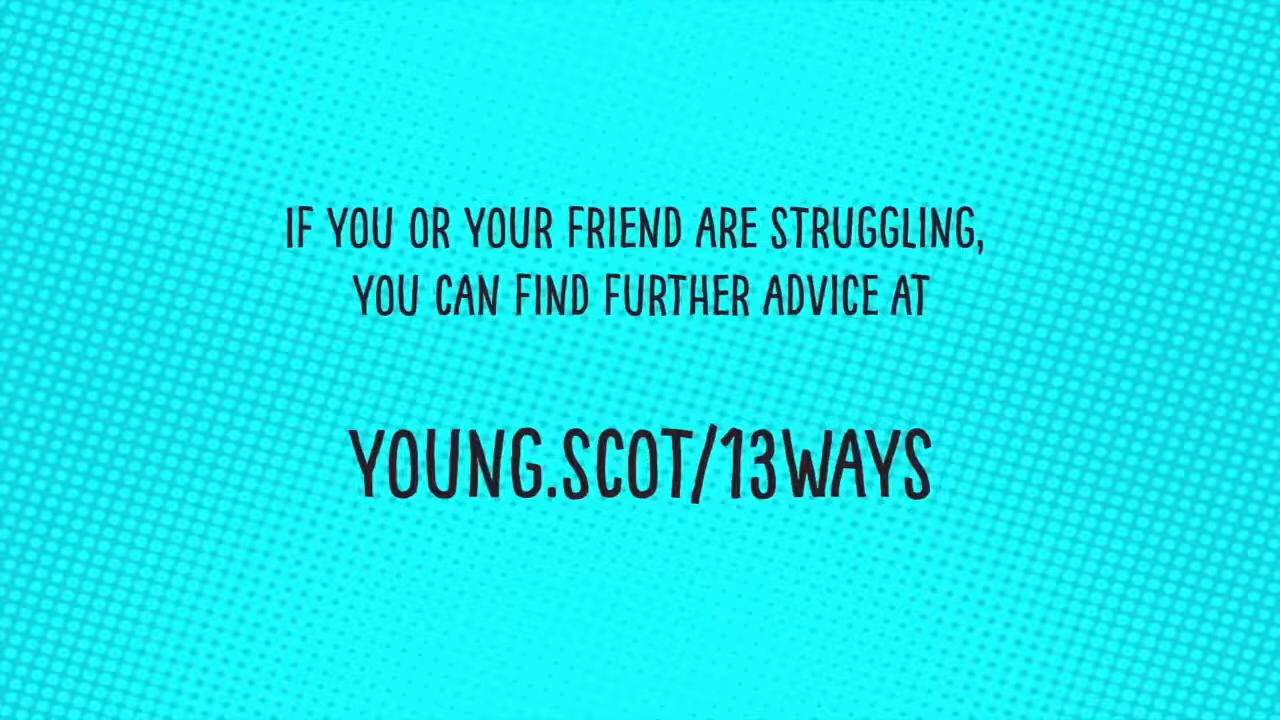 IF YOU OR YOUR FRIEND ARE STRUGGLING,
YOU CAN FIND FURTHER ADVICE AT
YOUNG.SCOT/13WAYS